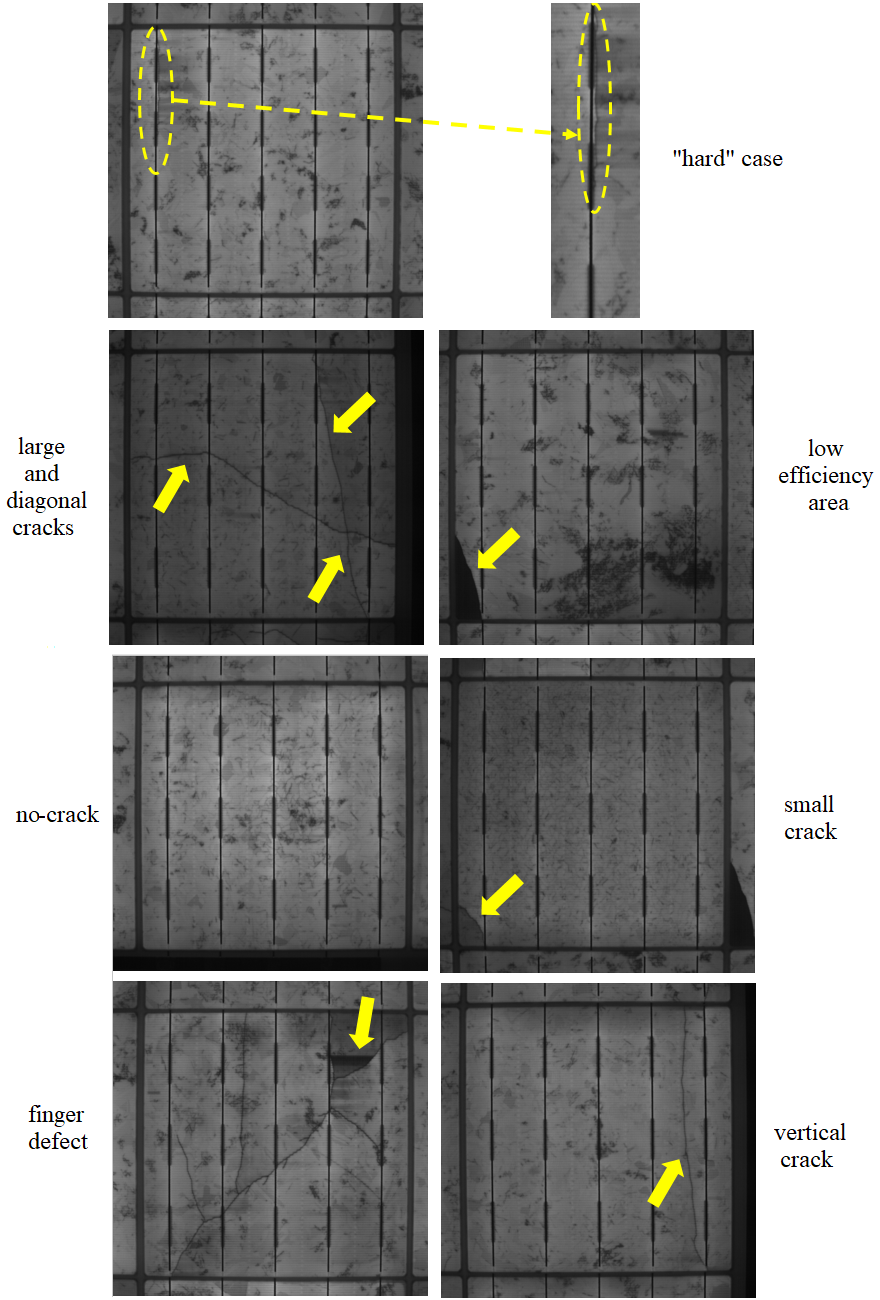 "hard" case
large
and
diagonal
cracks
low
efficiency
area
no-crack
small
crack
finger
defect
vertical
crack